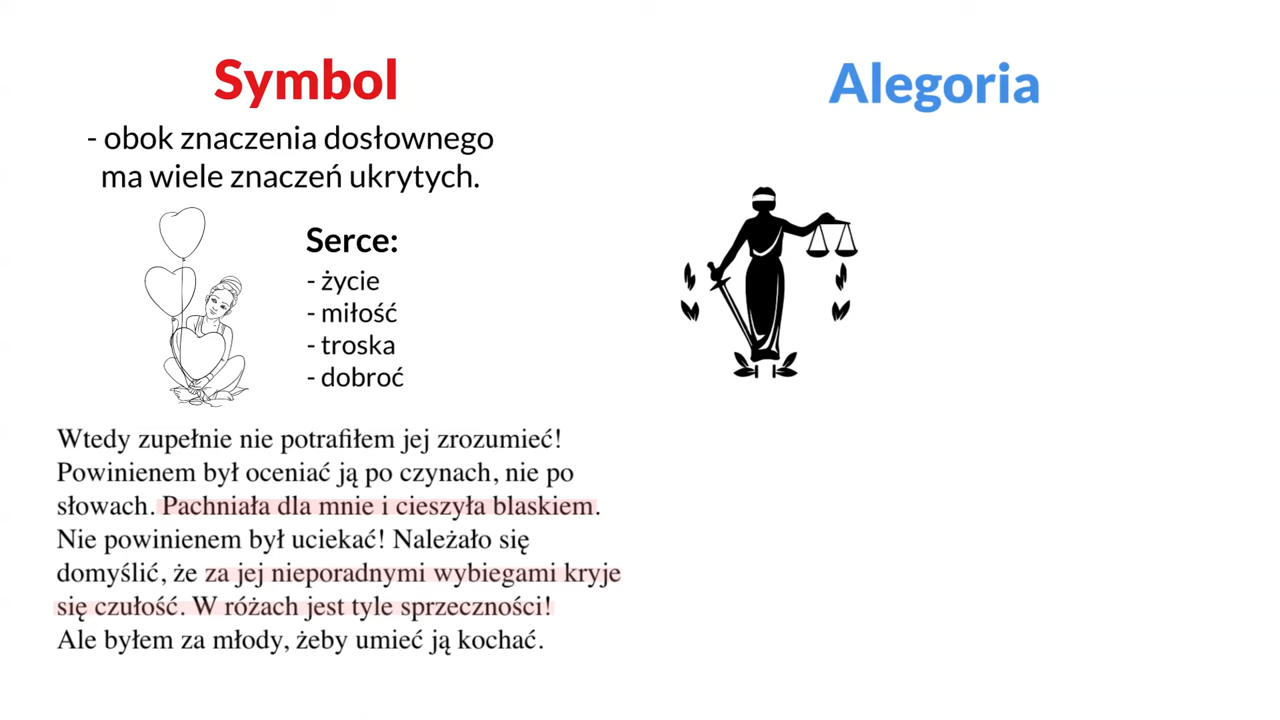 Symbol
- obok znaczenia dosłownego
ma wiele znaczeń ukrytych.
Serce:
- życie
- miłość
- troska
- dobroć
Wtedy zupełnie nie potrafiłem jej zrozumieć!
Powinienem był oceniać ją po czynach, nie po
słowach. Pachniała dla mnie i cieszyła blaskiem.
Nie powinienem był uciekać! Należało się
domyślić, że za jej nieporadnymi wybiegami kryje
się czułość. W różach jest tyle sprzeczności!
Ale byłem za młody, żeby umieć ją kochać.
Alegoria